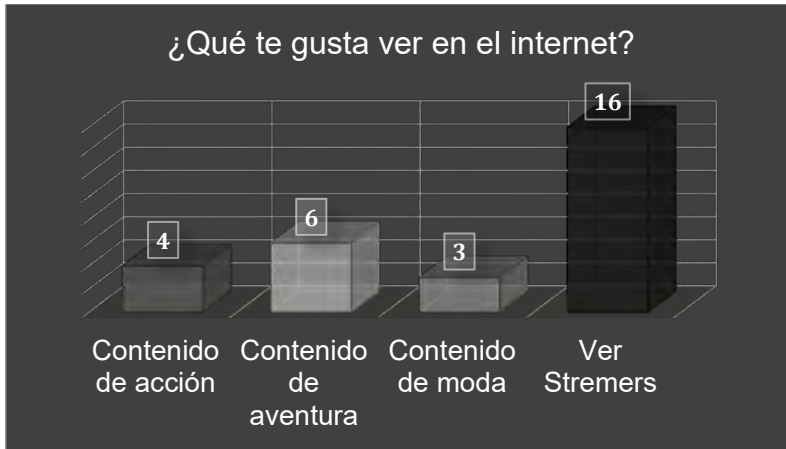 ¿Qué te gusta ver en el internet?
16
4
6
3
Contenido de acción
Contenido de aventura
Contenido de moda
Ver Stremers